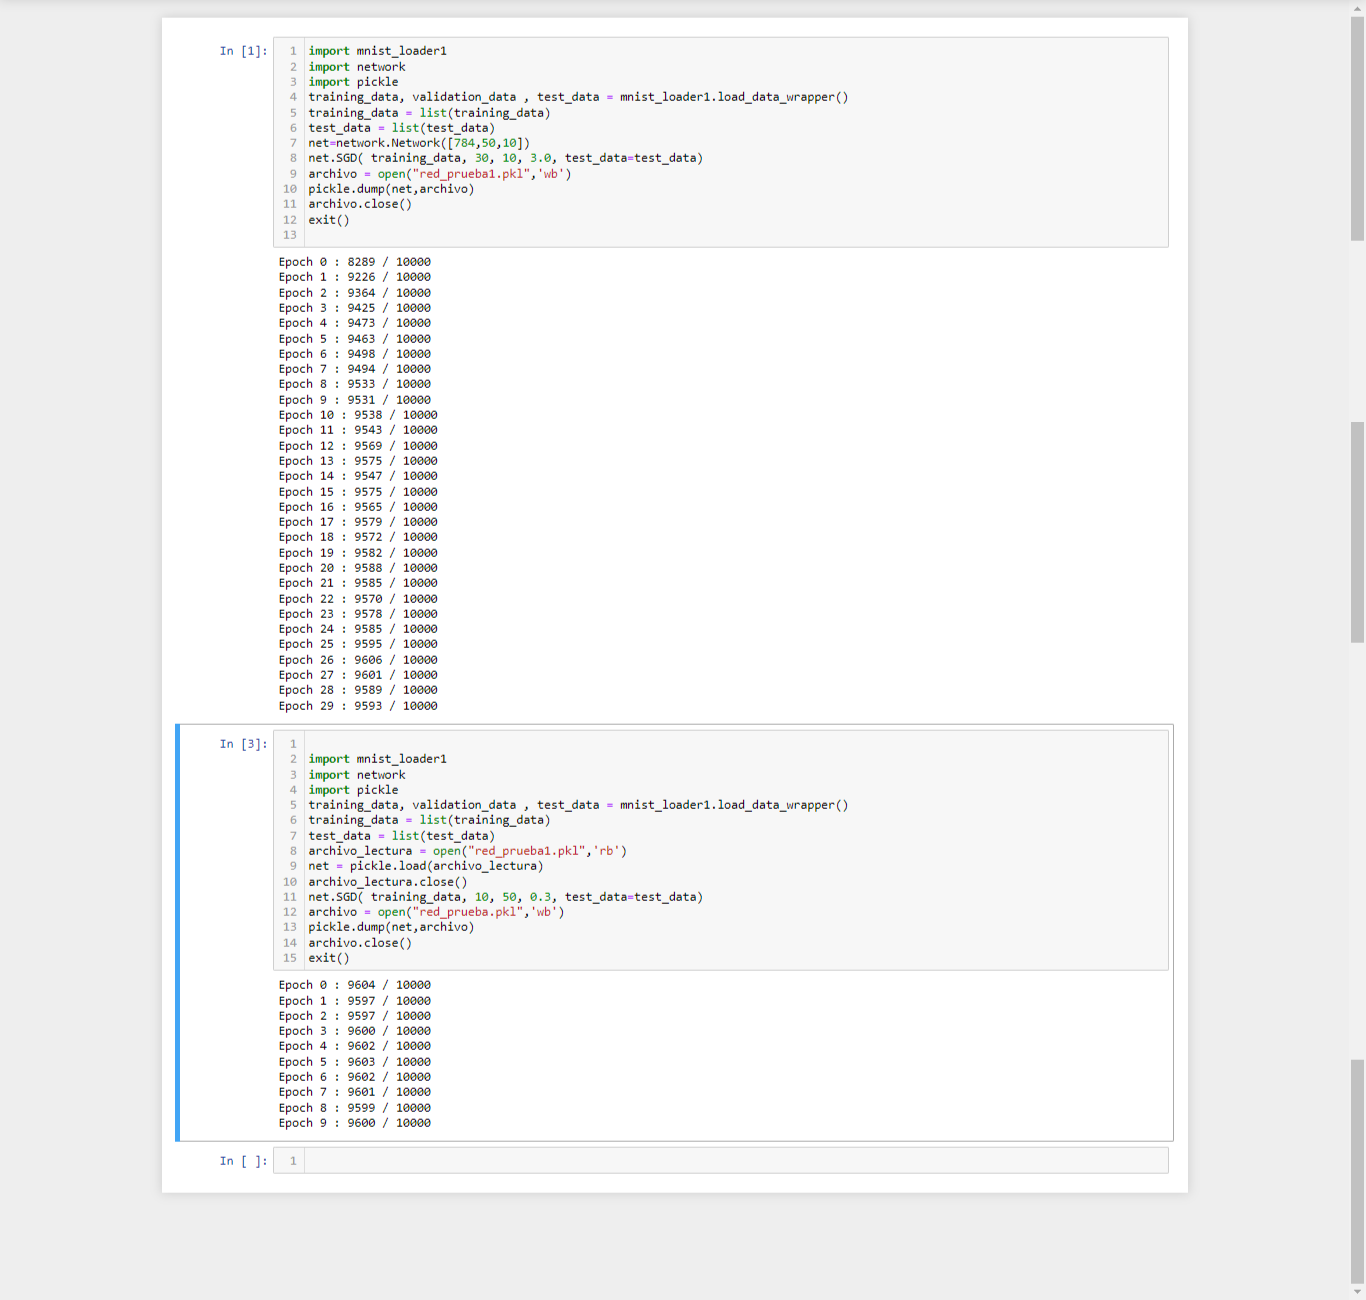 In [1]:
1 import mnist_loader1
2 import network
3 import pickle
4 training_data, validation_data , test_data = mnist_loader1.load_data_wrapper()
5 training_data = list(training_data)
6 test_data = list(test_data)
7 net=network.Network([784,50,10])
8 net.SGD( training_data, 30, 10, 3.0, test_data=test_data)
9 archivo = open("red_prueba1.pkl",'wb')
10 pickle.dump(net,archivo)
11 archivo.close()
12 exit()
13
Epoch 0 : 8289 / 10000
Epoch 1 : 9226 / 10000
Epoch 2 : 9364 / 10000
Epoch 3 : 9425 / 10000
Epoch 4 : 9473 / 10000
Epoch 5 : 9463 / 10000
Epoch 6 : 9498 / 10000
Epoch 7 : 9494 / 10000
Epoch 8 : 9533 / 10000
Epoch 9 : 9531 / 10000
Epoch 10 : 9538 / 10000
Epoch 11 : 9543 / 10000
Epoch 12 : 9569 / 10000
Epoch 13 : 9575 / 10000
Epoch 14 : 9547 / 10000
Epoch 15 : 9575 / 10000
Epoch 16 : 9565 / 10000
Epoch 17 : 9579 / 10000
Epoch 18 : 9572 / 10000
Epoch 19 : 9582 / 10000
Epoch 20 : 9588 / 10000
Epoch 21 : 9585 / 10000
Epoch 22 : 9570 / 10000
Epoch 23 : 9578 / 10000
Epoch 24 : 9585 / 10000
Epoch 25 : 9595 / 10000
Epoch 26 : 9606 / 10000
Epoch 27 : 9601 / 10000
Epoch 28 : 9589 / 10000
Epoch 29 : 9593 / 10000
In [3]:
1
2 import mnist_loader1
3 import network
4 import pickle
5 training_data, validation_data , test_data = mnist_loader1.load_data_wrapper()
6 training_data = list(training_data)
7 test_data = list(test_data)
8 archivo_lectura = open("red_prueba1.pkl",'rb')
9 net = pickle.load(archivo_lectura)
10 archivo_lectura.close()
11 net.SGD( training_data, 10, 50, 0.3, test_data=test_data)
12 archivo = open("red_prueba.pkl",'wb')
13 pickle.dump(net,archivo)
14 archivo.close()
15 exit()
Epoch 0 : 9604 / 10000
Epoch 1 : 9597 / 10000
Epoch 2 : 9597 / 10000
Epoch 3 : 9600 / 10000
Epoch 4 : 9602 / 10000
Epoch 5 : 9603 / 10000
Epoch 6 : 9602 / 10000
Epoch 7 : 9601 / 10000
Epoch 8 : 9599 / 10000
Epoch 9 : 9600 / 10000
In [ ]:
1